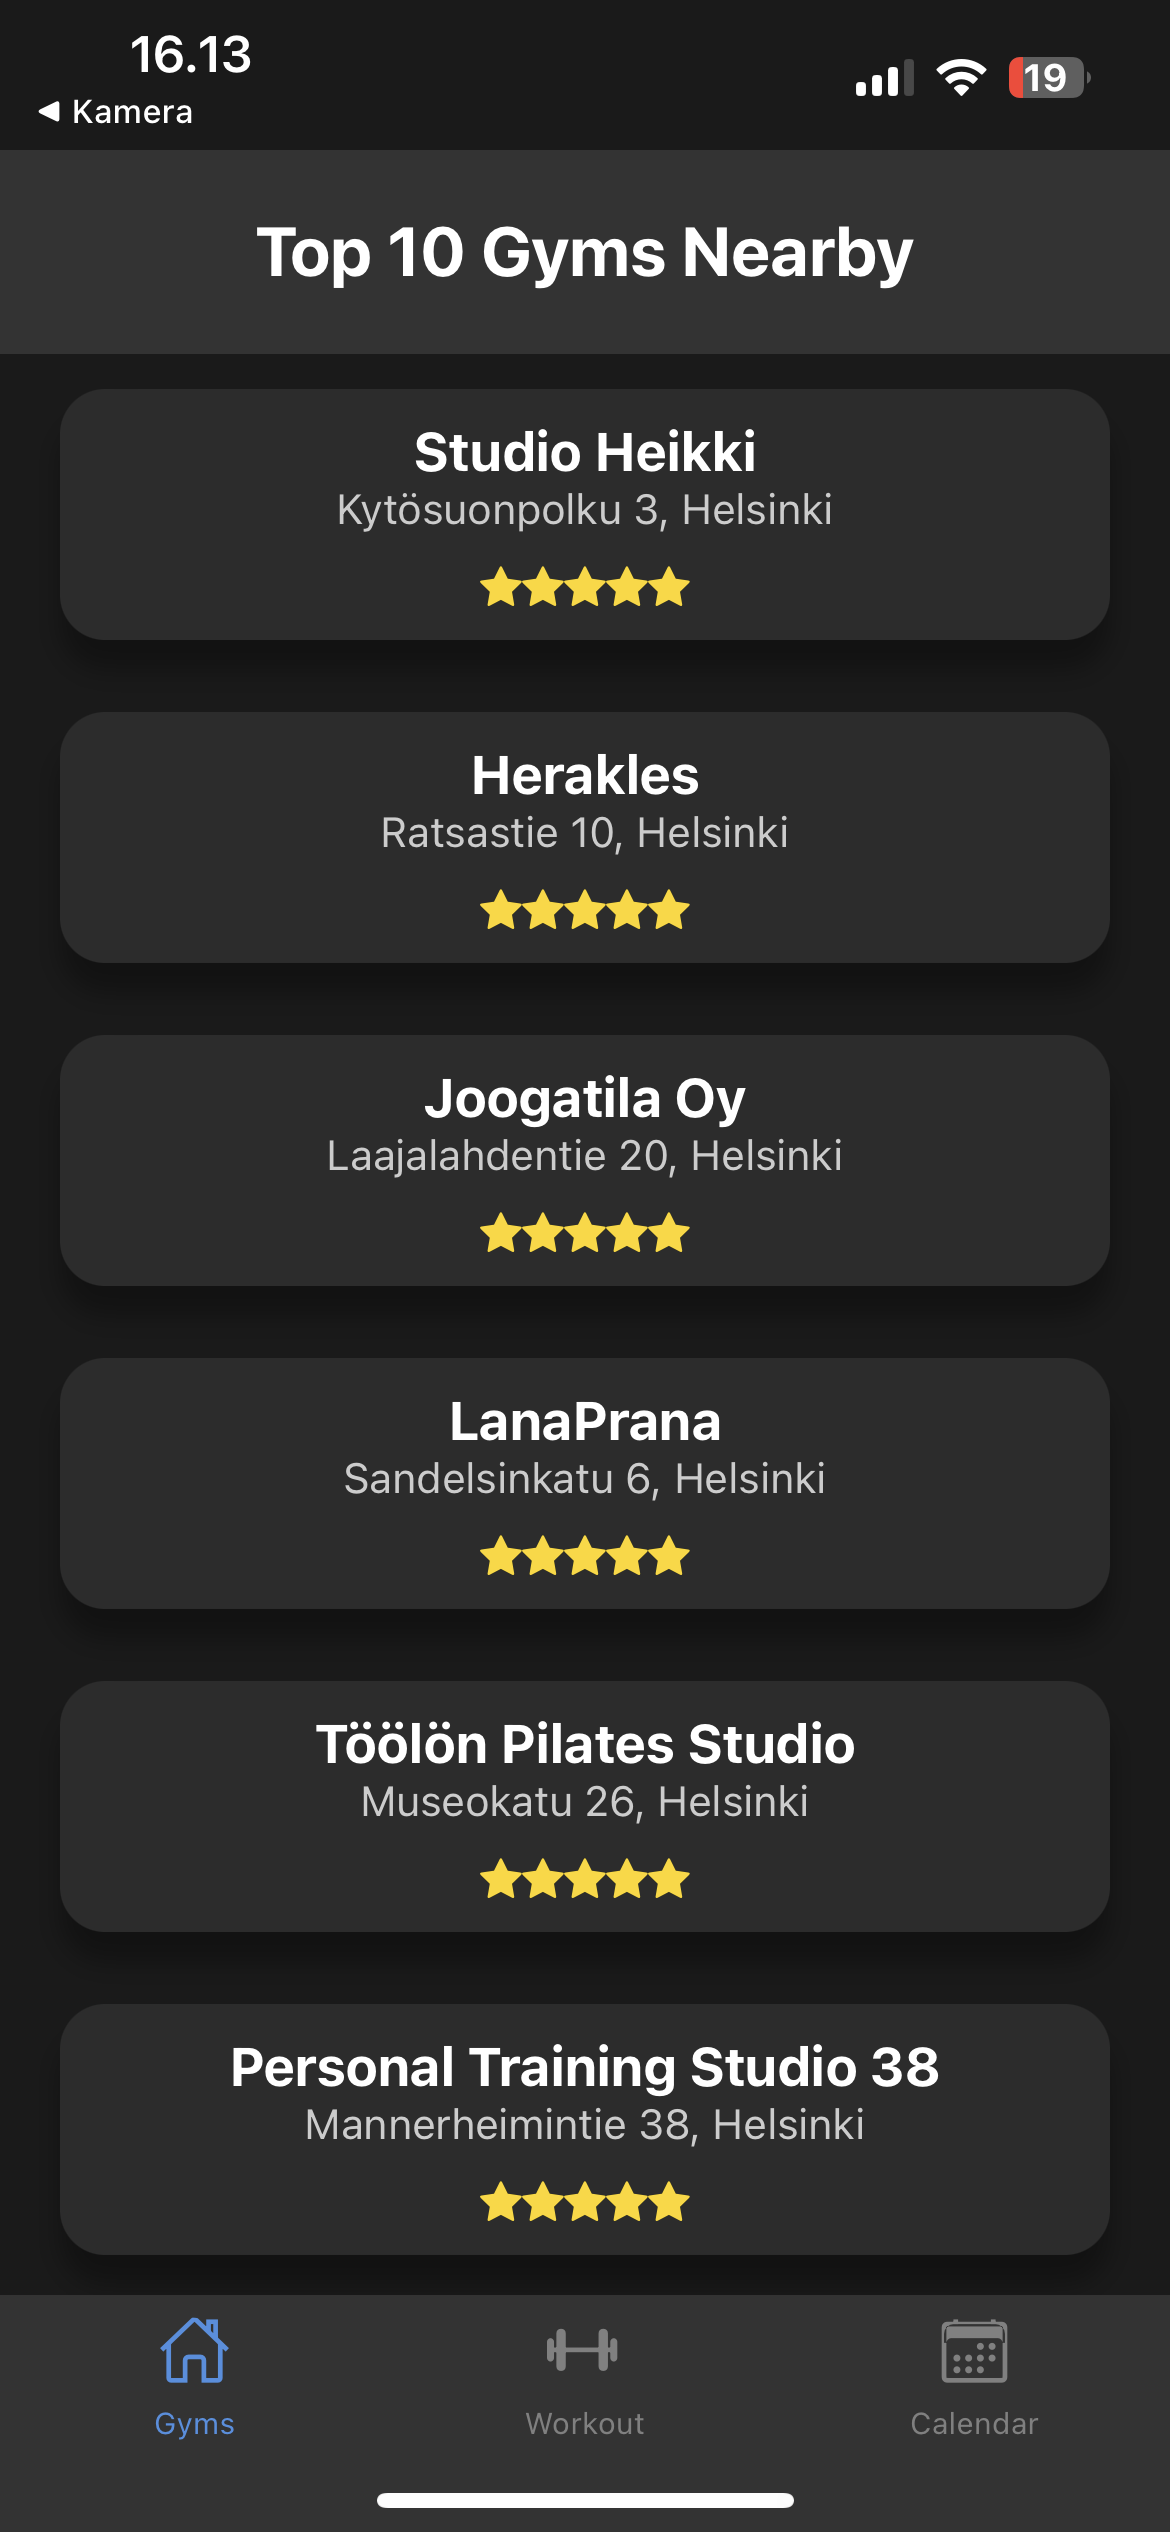 16.13
19
◀ Kamera
Top 10 Gyms Nearby
Studio Heikki
Kytösuonpolku 3, Helsinki
Herakles
Ratsastie 10, Helsinki
Joogatila Oy
Laajalahdentie 20, Helsinki
LanaPrana
Sandelsinkatu 6, Helsinki
Töölön Pilates Studio
Museokatu 26, Helsinki
Personal Training Studio 38
Mannerheimintie 38, Helsinki
Gyms
Workout
Calendar